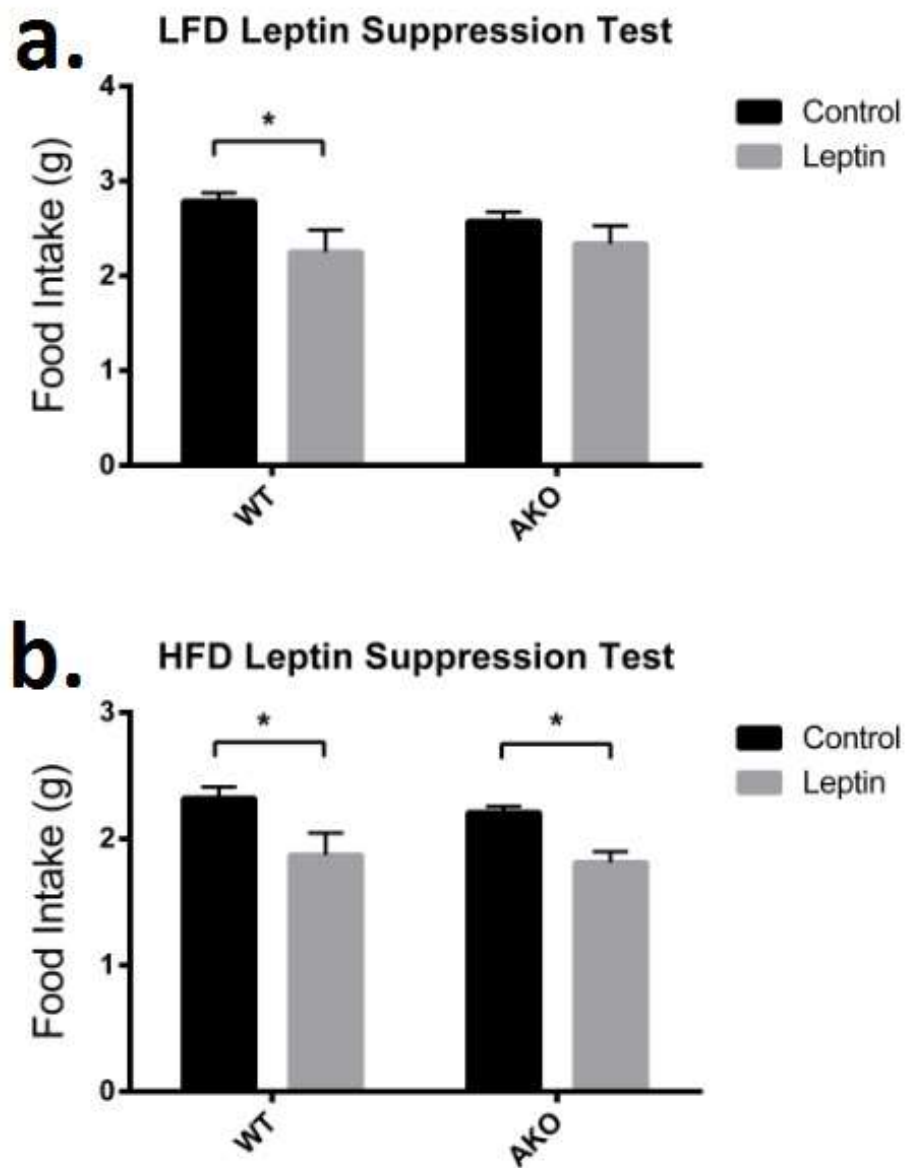 a.
LFD Leptin Suppression Test
4
3
2
1
0
Food Intake (g)
*
WT
AKO
Control
Leptin
b.
HFD Leptin Suppression Test
3
2
1
0
Food Intake (g)
*
*
WT
AKO
Control
Leptin